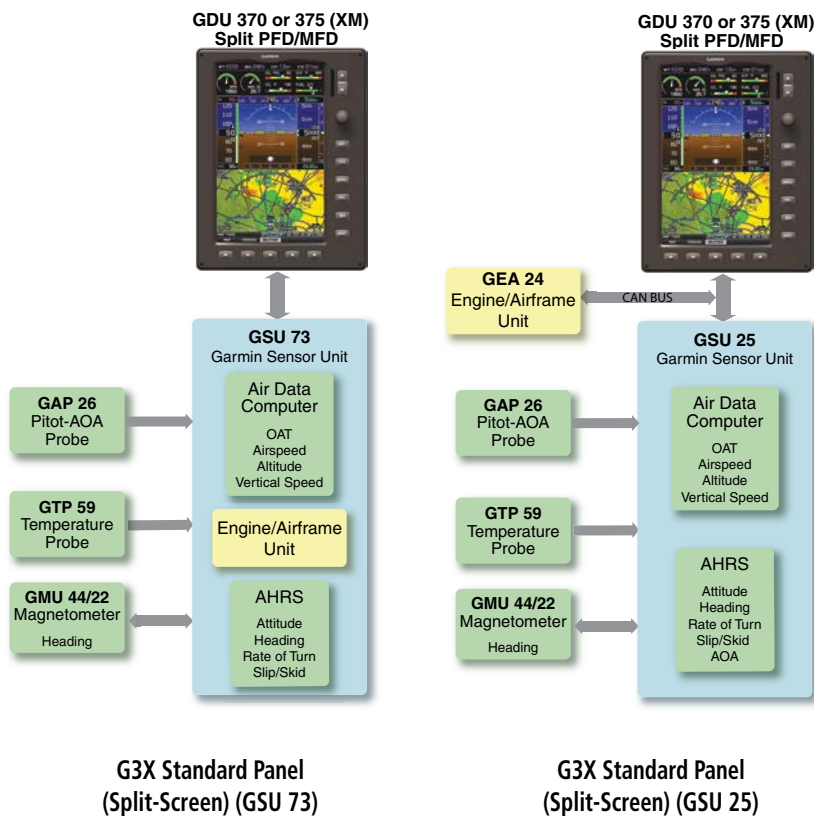 GDU 370 or 375 (XM)
Split PFD/MFD
GARMIN
GSU 73
Garmin Sensor Unit
Air Data
Computer
OAT
Airspeed
Altitude
Vertical Speed
Engine/Airframe
Unit
AHRS
Attitude
Heading
Rate of Turn
Slip/Skid
GAP 26
Pitot-AOA
Probe
GTP 59
Temperature
Probe
GMU 44/22
Magnetometer
Heading
G3X Standard Panel
(Split-Screen) (GSU 73)
GDU 370 or 375 (XM)
Split PFD/MFD
GARMIN
GEA 24
Engine/Airframe
Unit
CAN BUS
GSU 25
Garmin Sensor Unit
Air Data
Computer
OAT
Airspeed
Altitude
Vertical Speed
AHRS
Attitude
Heading
Rate of Turn
Slip/Skid
AOA
GAP 26
Pitot-AOA
Probe
GTP 59
Temperature
Probe
GMU 44/22
Magnetometer
Heading
G3X Standard Panel
(Split-Screen) (GSU 25)